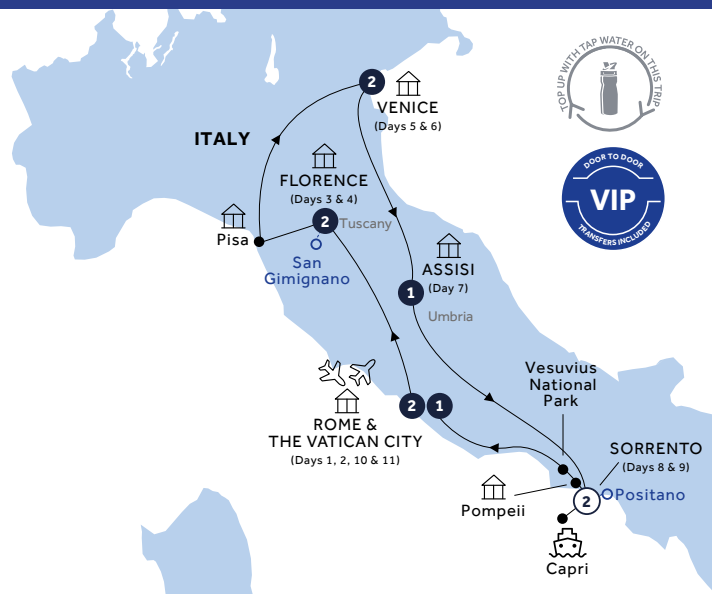 TOP UP WITH TAP WATER ON THIS TRIP
DOOR TO DOOR
VIP
TRANSFERS INCLUDED
2
VENICE
(Days 5 & 6)
ITALY
FLORENCE
(Days 3 & 4)
2
Tuscany
Pisa
San
Gimignano
ASSISI
(Day 7)
1
Umbria
2
1
ROME &
THE VATICAN CITY
(Days 1, 2, 10 & 11)
Vesuvius
National
Park
SORRENTO
(Days 8 & 9)
2
Positano
Pompeii
Capri